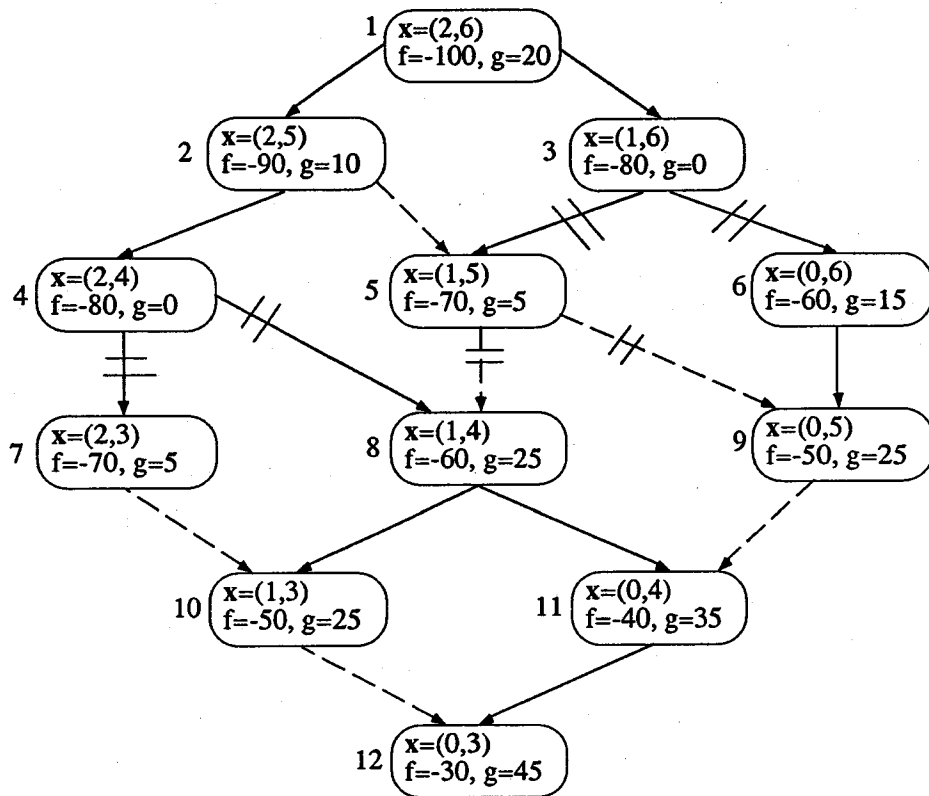 1
x=(2,6)
f=-100, g=20
2
x=(2,5)
f=-90, g=10
3
x=(1,6)
f=-80, g=0
4
x=(2,4)
f=-80, g=0
5
x=(1,5)
f=-70, g=5
6
x=(0,6)
f=-60, g=15
7
x=(2,3)
f=-70, g=5
8
x=(1,4)
f=-60, g=25
9
x=(0,5)
f=-50, g=25
10
x=(1,3)
f=-50, g=25
11
x=(0,4)
f=-40, g=35
12
x=(0,3)
f=-30, g=45